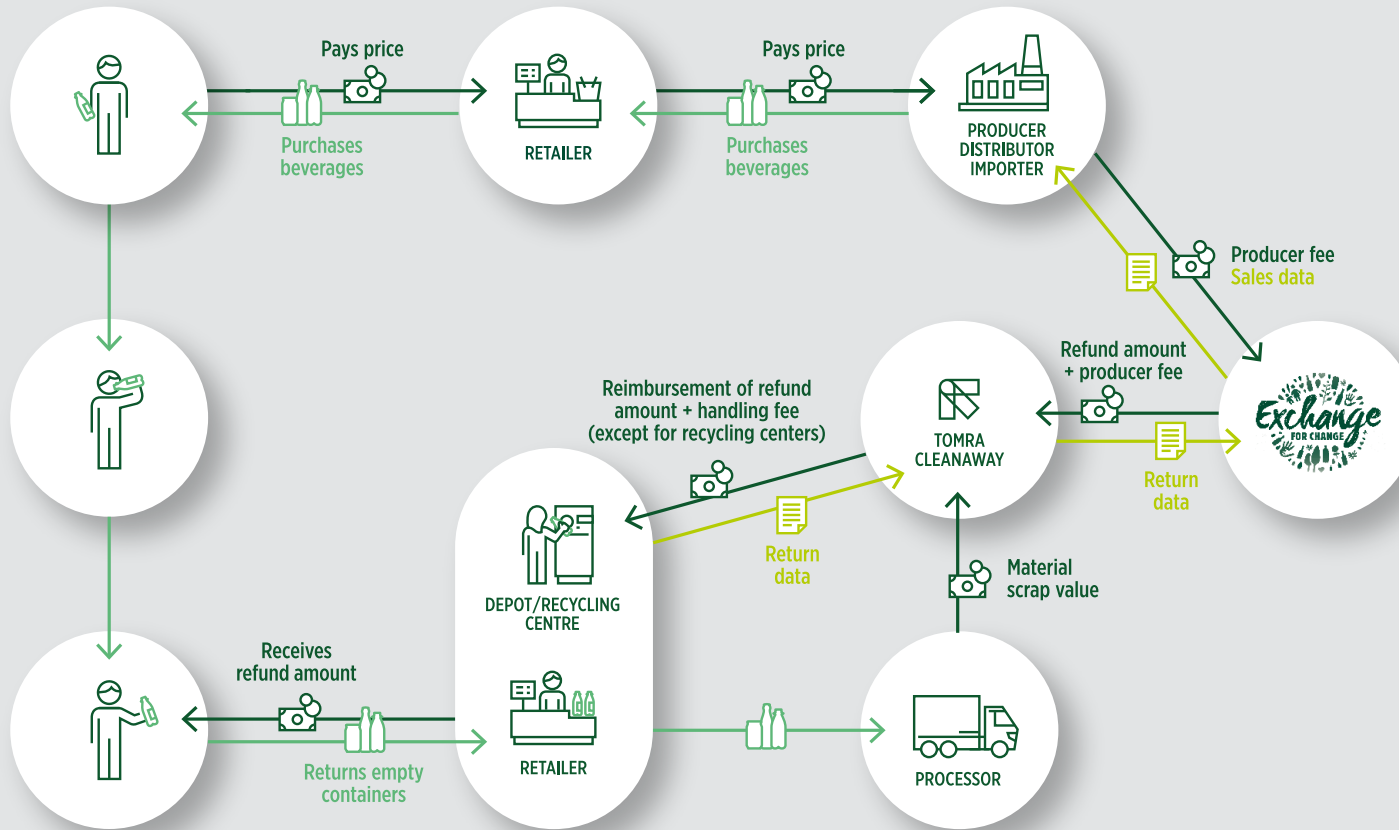 Pays price
Pays price
Purchases
beverages
RETAILER
Purchases
beverages
PRODUCER
DISTRIBUTOR
IMPORTER
Producer fee
Sales data
Refund amount
+ producer fee
Reimbursement of refund
amount + handling fee
(except for recycling centers)
TOMRA
CLEANAWAY
Exchange
FOR CHANGE
Return
data
Return
data
Material
scrap value
DEPOT/RECYCLING
CENTRE
Receives
refund amount
RETAILER
Returns empty
containers
PROCESSOR